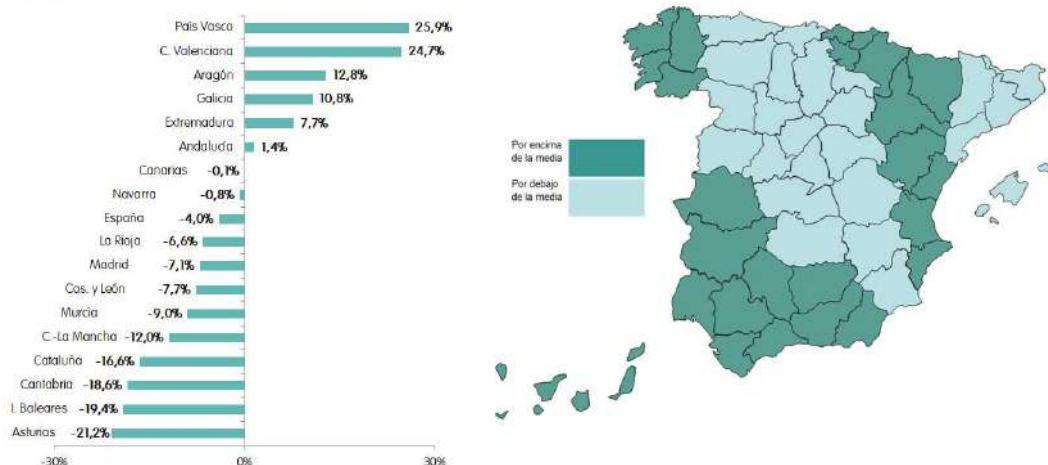 País Vasco 25,9%
C. Valenciana 24,7%
Aragón 12,8%
Galicia 10,8%
Extremadura 7,7%
Andalucía 1,4%
Canarias -0,1%
Navarra -0,8%
España -4,0%
La Rioja -6,6%
Madrid -7,1%
Cas. y León -7,7%
Murcia -9,0%
C.-La Mancha -12,0%
Cataluña -16,6%
Cantabria -18,6%
I. Baleares -19,4%
Asturias -21,2%
-30% 0% 30%
Por encima
de la media
Por debajo
de la media